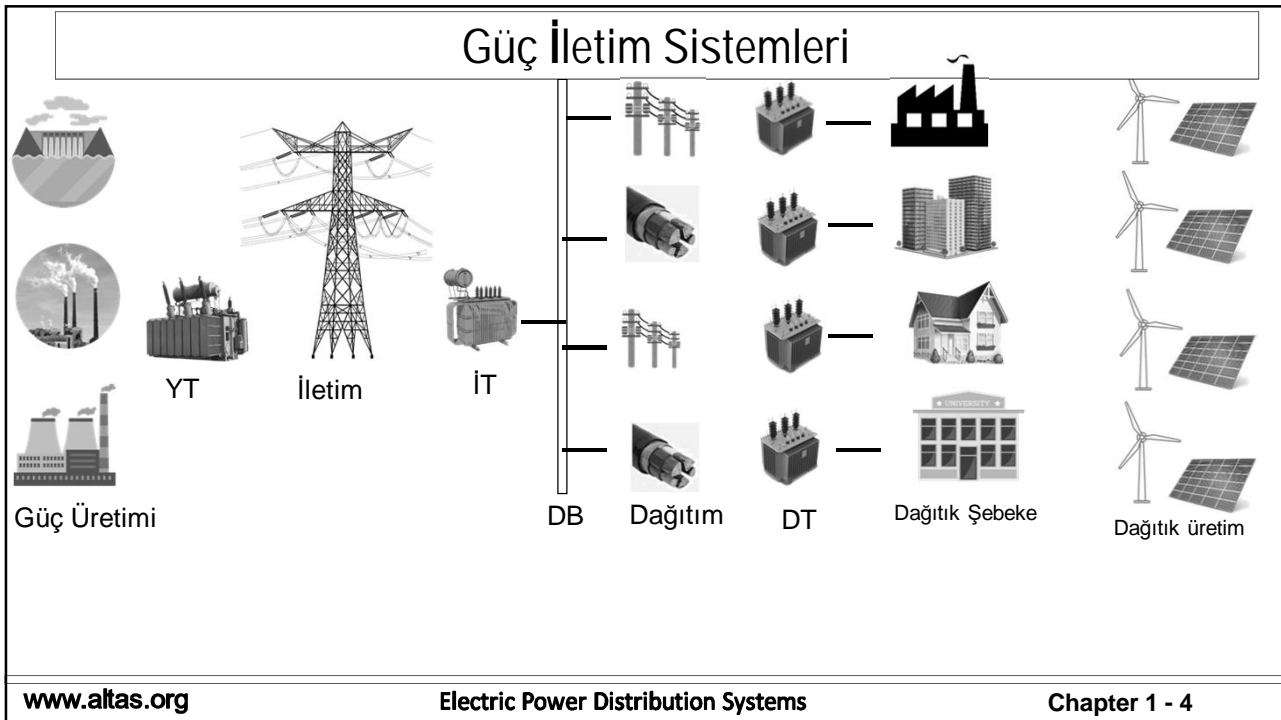 Güç İletim Sistemleri
YT
İletim
İT
UNIVERSITY
Güç Üretimi
DB
Dağıtım
DT
Dağıtık Şebeke
Dağıtık üretim
www.altas.org
Electric Power Distribution Systems
Chapter 1 - 4